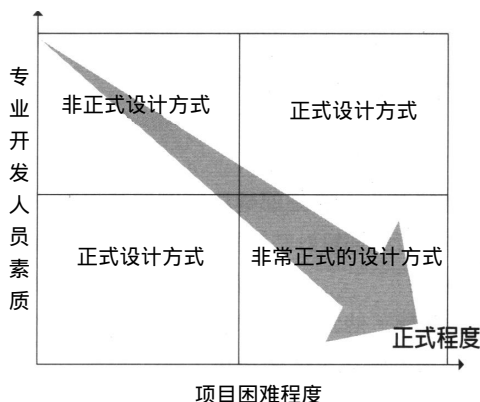 专业开发人员素质
非正式设计方式
正式设计方式
正式设计方式
非常正式的设计方式
正式程度
项目困难程度